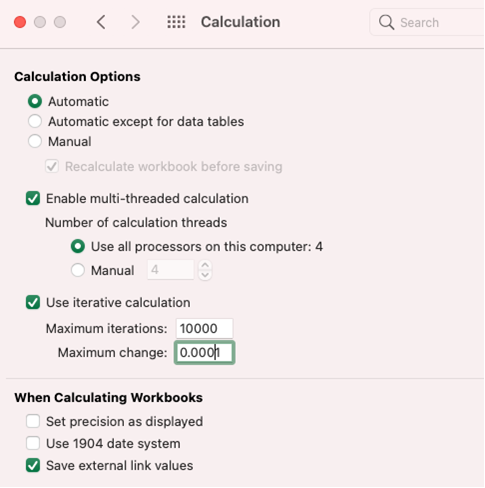 Calculation
Search
Calculation Options
Automatic
Automatic except for data tables
Manual
Recalculate workbook before saving
Enable multi-threaded calculation
Number of calculation threads
Use all processors on this computer: 4
Manual 4
Use iterative calculation
Maximum iterations: 10000
Maximum change: 0.0001
When Calculating Workbooks
Set precision as displayed
Use 1904 date system
Save external link values